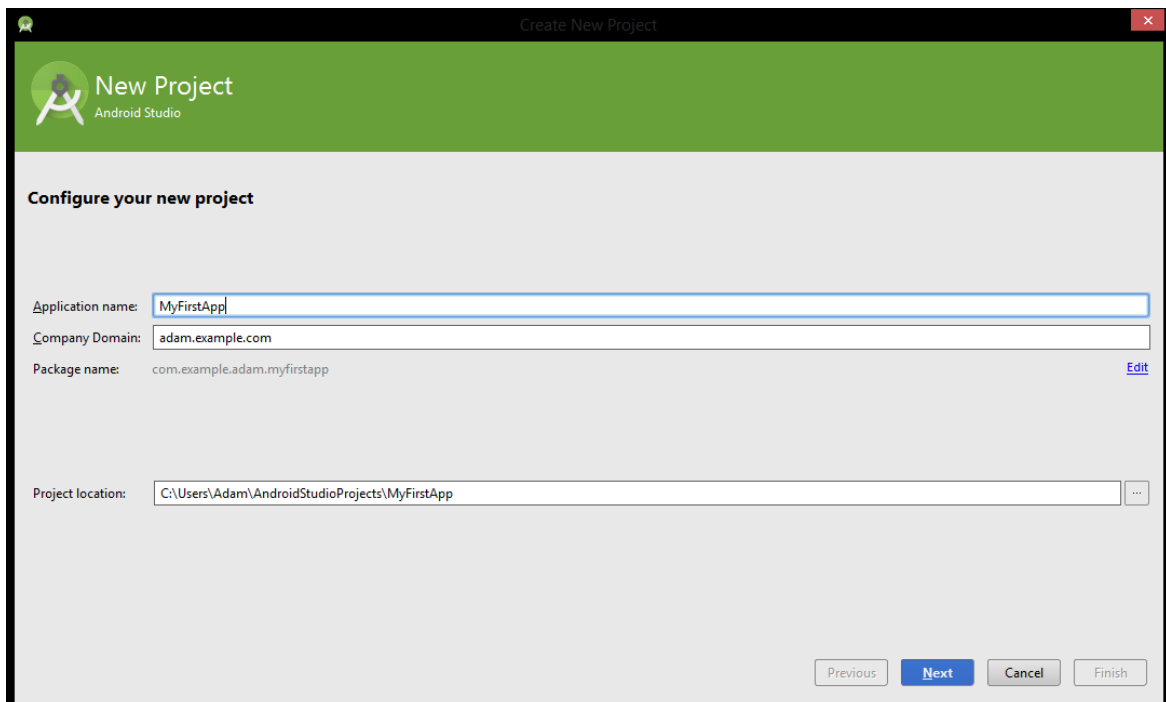 Create New Project
New Project
Android Studio
Configure your new project
Application name: MyFirstApp
Company Domain: adam.example.com
Package name: com.example.adam.myfirstapp Edit
Project location: C:\Users\Adam\AndroidStudioProjects\MyFirstApp ...
Previous Next Cancel Finish